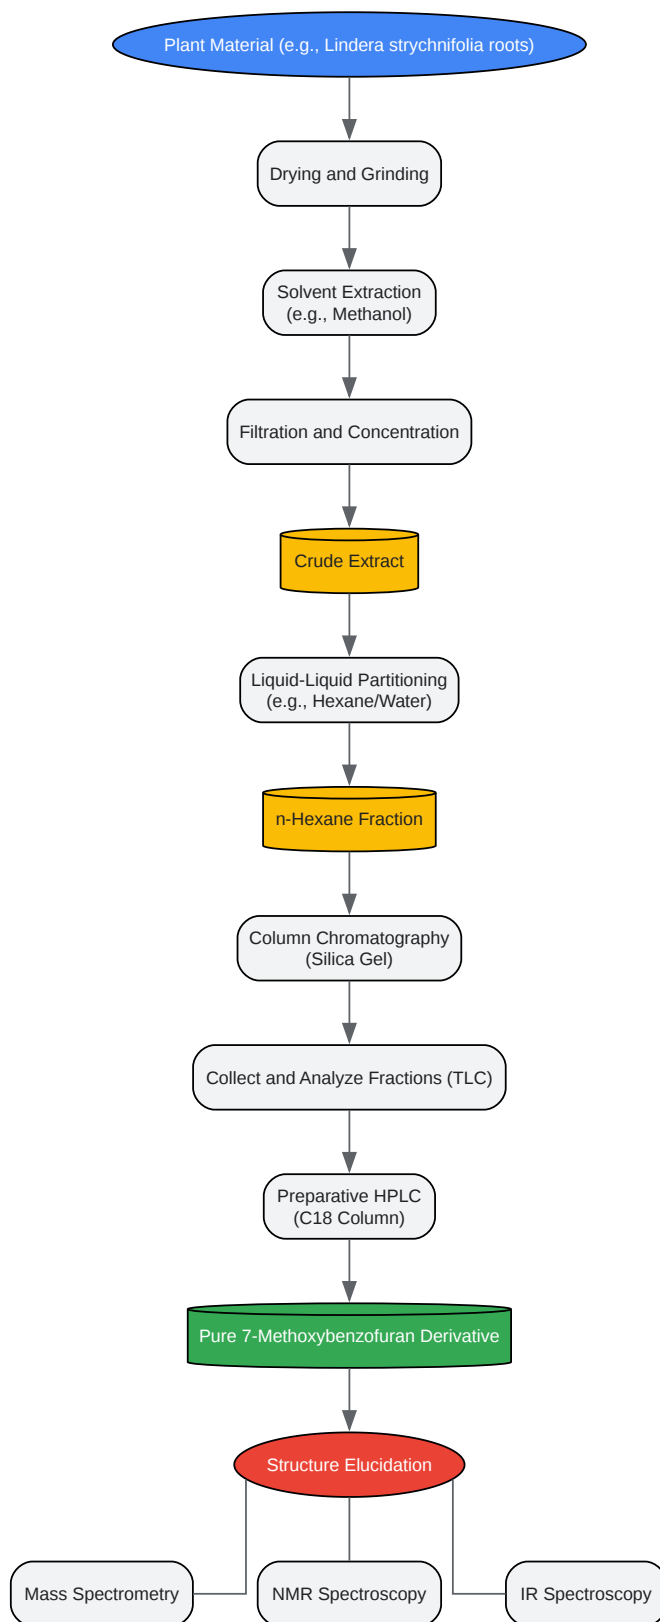 Plant Material (e.g., Lindera strychnifolia roots)
Drying and Grinding
Solvent Extraction
(e.g., Methanol)
Filtration and Concentration
Crude Extract
Liquid-Liquid Partitioning
(e.g., Hexane/Water)
n-Hexane Fraction
Column Chromatography
(Silica Gel)
Collect and Analyze Fractions (TLC)
Preparative HPLC
(C18 Column)
Pure 7-Methoxybenzofuran Derivative
Structure Elucidation
Mass Spectrometry
NMR Spectroscopy
IR Spectroscopy